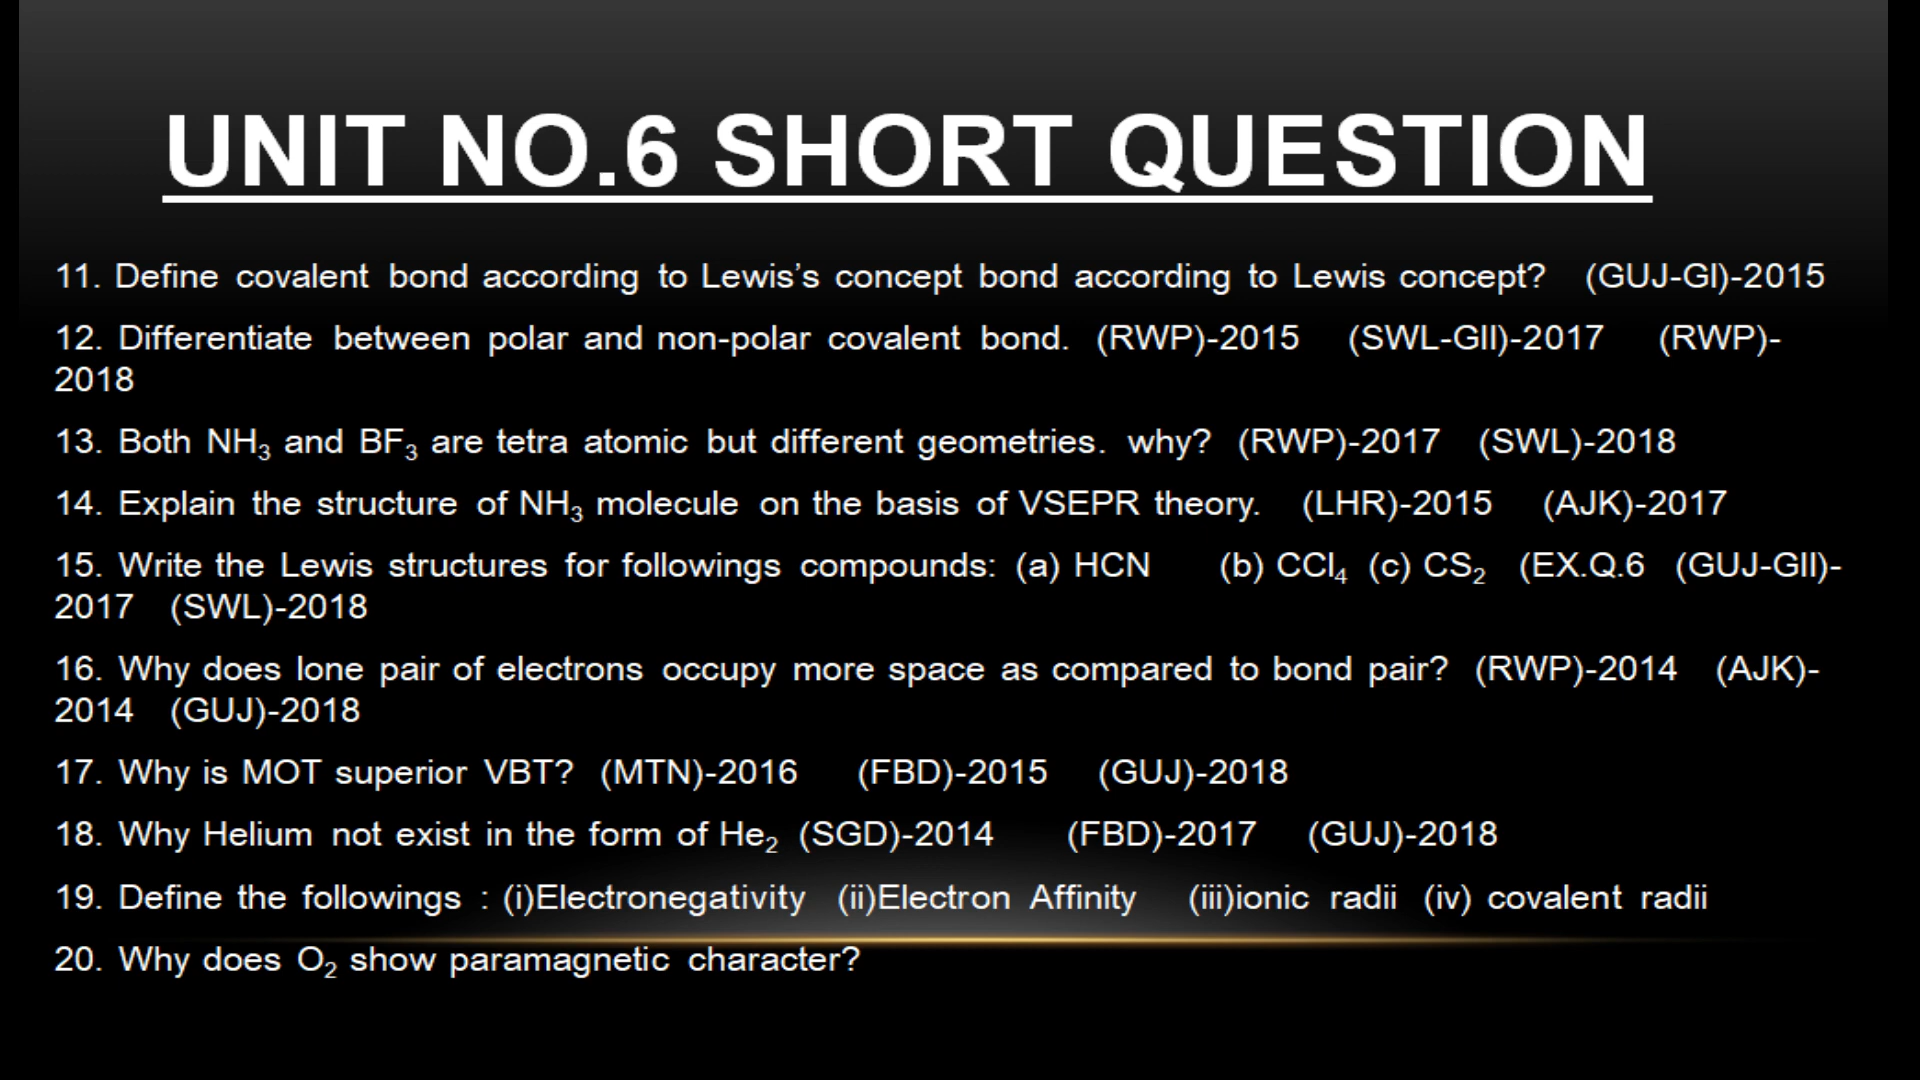 UNIT NO.6 SHORT QUESTION
11. Define covalent bond according to Lewis’s concept bond according to Lewis concept? (GUJ-GI)-2015
12. Differentiate between polar and non-polar covalent bond. (RWP)-2015 (SWL-GII)-2017 (RWP)-
2018
13. Both NH₃ and BF₃ are tetra atomic but different geometries. why? (RWP)-2017 (SWL)-2018
14. Explain the structure of NH₃ molecule on the basis of VSEPR theory. (LHR)-2015 (AJK)-2017
15. Write the Lewis structures for followings compounds: (a) HCN (b) CCl₄ (c) CS₂ (EX.Q.6 (GUJ-GII)-
2017 (SWL)-2018
16. Why does lone pair of electrons occupy more space as compared to bond pair? (RWP)-2014 (AJK)-
2014 (GUJ)-2018
17. Why is MOT superior VBT? (MTN)-2016 (FBD)-2015 (GUJ)-2018
18. Why Helium not exist in the form of He₂ (SGD)-2014 (FBD)-2017 (GUJ)-2018
19. Define the followings : (i)Electronegativity (ii)Electron Affinity (iii)ionic radii (iv) covalent radii
20. Why does O₂ show paramagnetic character?